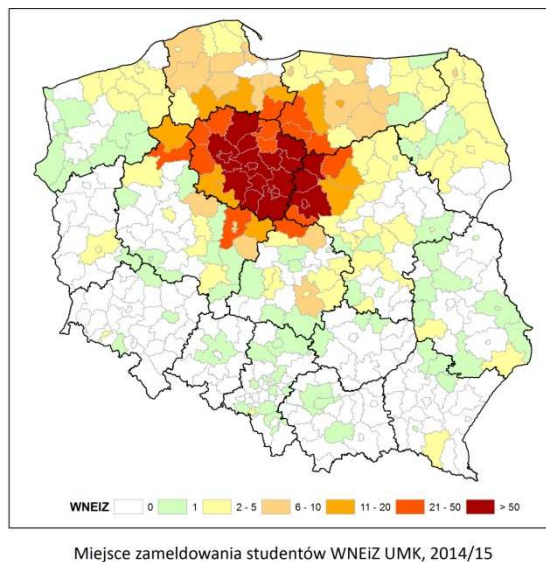 WNEIZ 0 1 2 - 5 6 - 10 11 - 20 21 - 50 > 50
Miejsce zameldowania studentów WNEiZ UMK, 2014/15